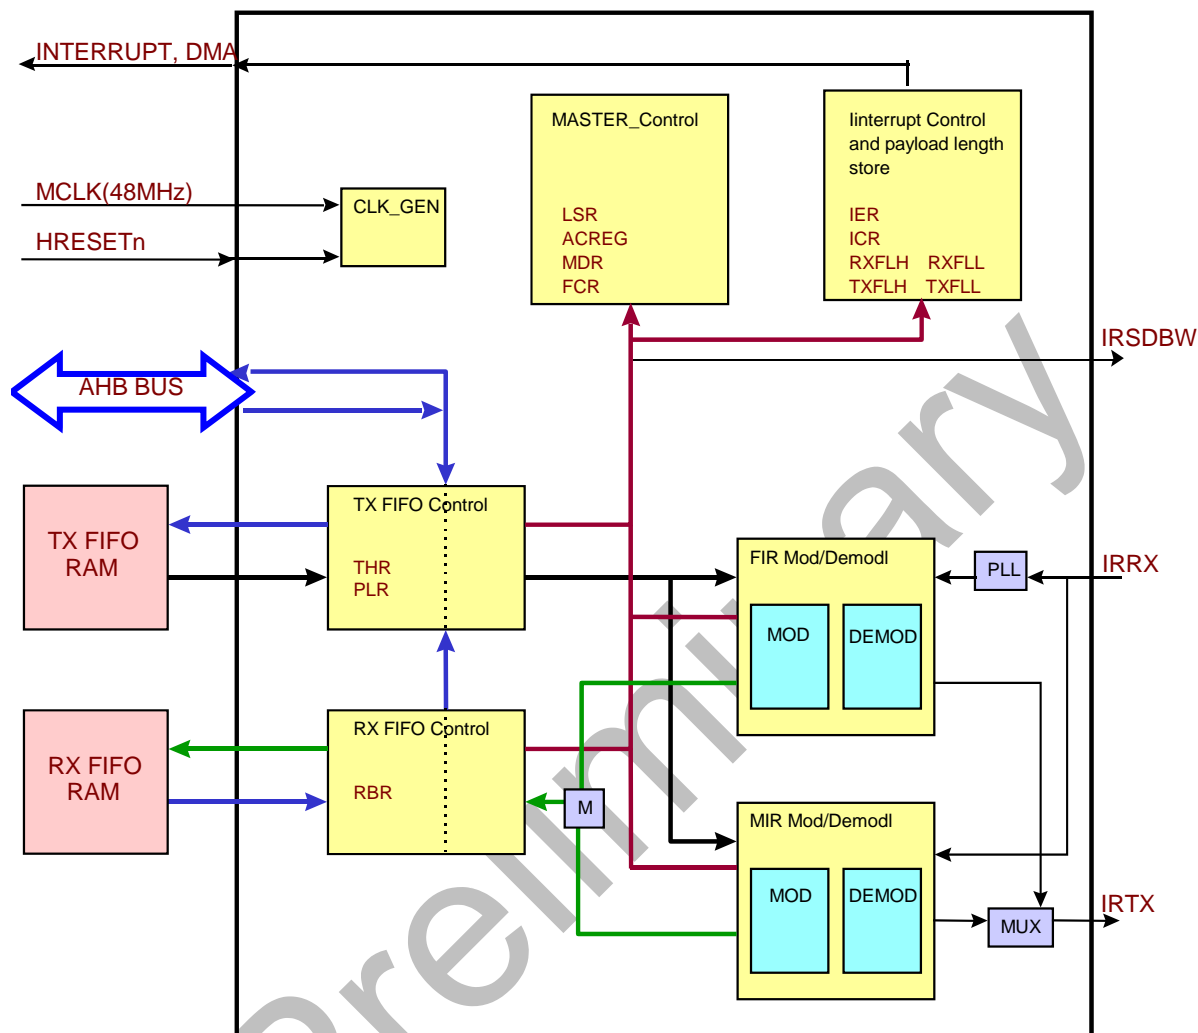 INTERRUPT, DMA
MASTER_Control
LSR
ACREG
MDR
FCR
Iinterrupt Control
and payload length
store
IER
ICR
RXFLH RXFLL
TXFLH TXFLL
MCLK(48MHz)
HRESETn
CLK_GEN
IRSDBW
AHB BUS
TX FIFO
RAM
TX FIFO Control
THR
PLR
FIR Mod/Demodl
MOD
DEMOD
PLL
IRRX
RX FIFO
RAM
RX FIFO Control
RBR
M
MIR Mod/Demodl
MOD
DEMOD
MUX
IRTX
Preliminary